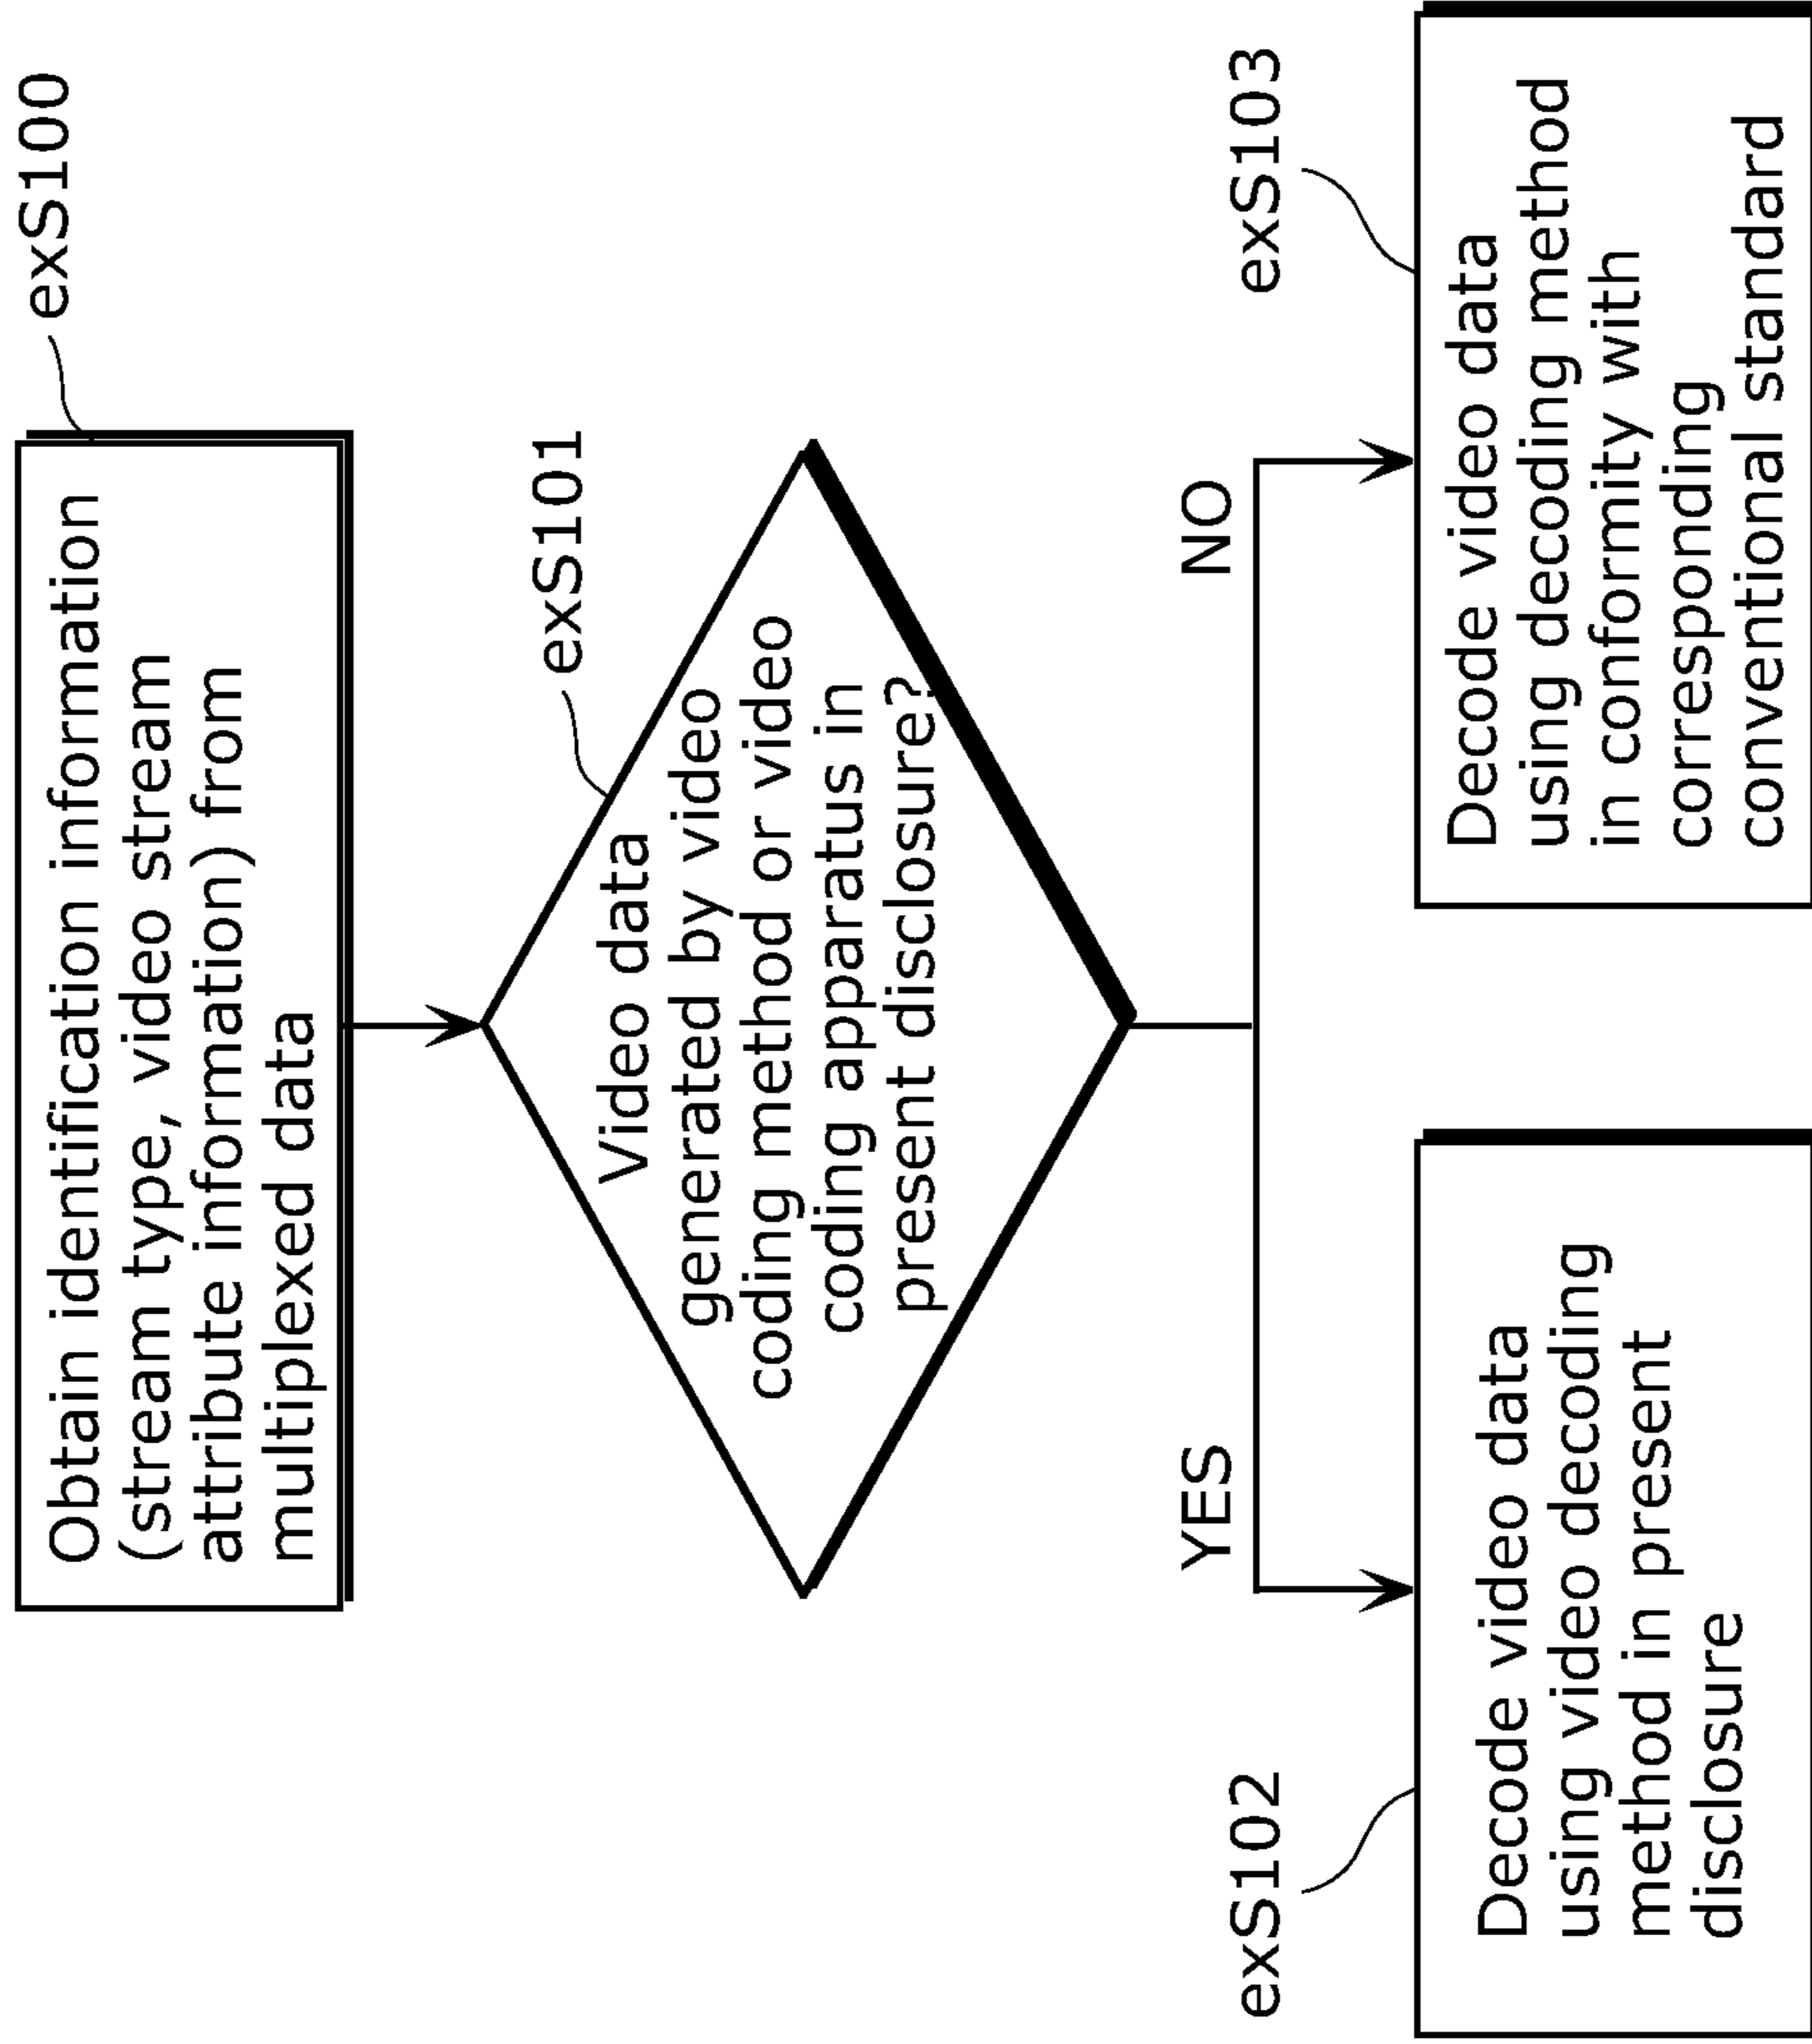 exS100
Obtain identification information
(stream type, video stream
attribute information) from
multiplexed data
exS101
Video data
generated by video
coding method or video
coding apparatus in
present disclosure?
YES
NO
exS102
Decode video data
using video decoding
method in present
disclosure
exS103
Decode video data
using decoding method
in conformity with
corresponding
conventional standard